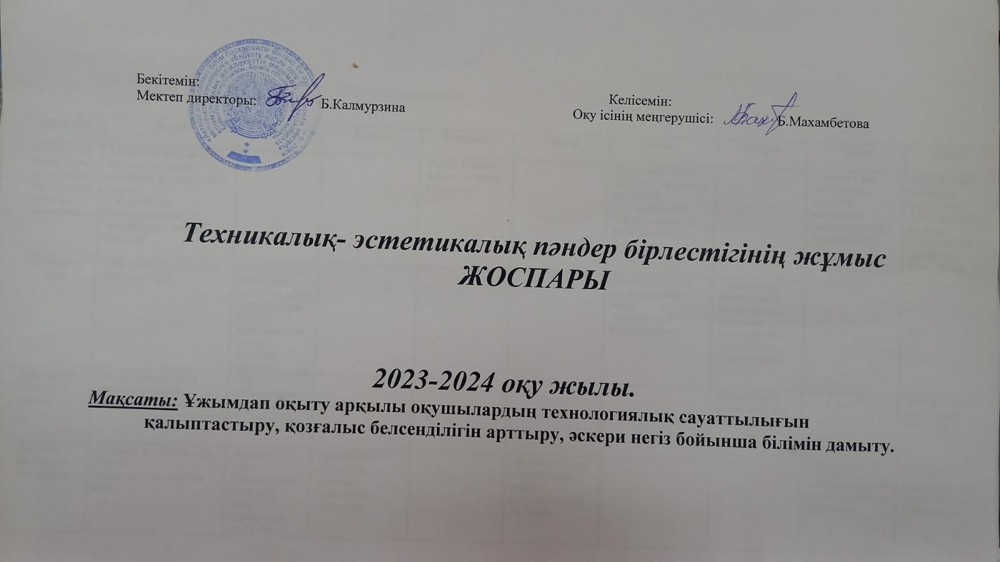 Бекітемін:
Мектеп директоры: Б.Калмурзина
Келісемін:
Оқу ісінің меңгерушісі: Б.Махамбетова
Техникалық- эстетикалық пәндер бірлестігінің жұмыс
ЖОСПАРЫ
2023-2024 оқу жылы.
Мақсаты: Ұжымдап оқыту арқылы оқушылардың технологиялық сауаттылығын
қалыптастыру, қозғалыс белсенділігін арттыру, әскери негіз бойынша білімін дамыту.